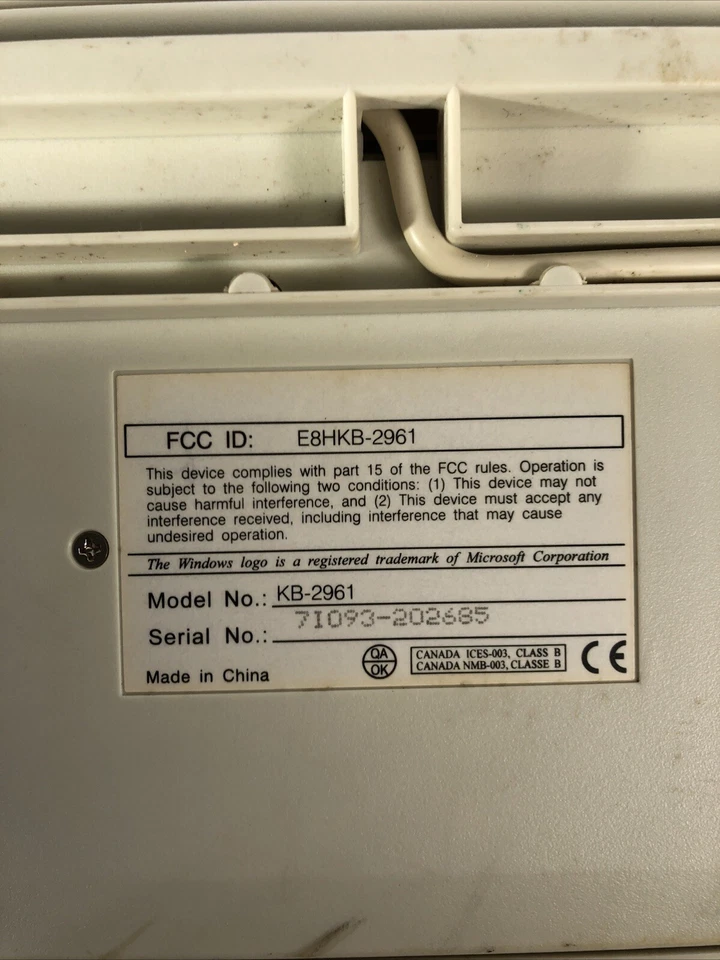 FCC ID: E8HKB-2961
This device complies with part 15 of the FCC rules. Operation is
subject to the following two conditions: (1) This device may not
cause harmful interference, and (2) This device must accept any
interference received, including interference that may cause
undesired operation.
The Windows logo is a registered trademark of Microsoft Corporation
Model No.: KB-2961
Serial No.: 7I093-202685
Made in China
QA
OK
CANADA ICES-003, CLASS B
CANADA NMB-003, CLASSE B
CE